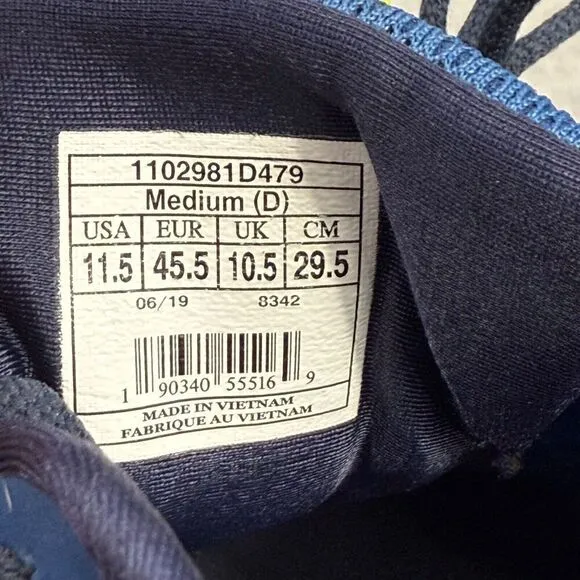 1102981D479
Medium (D)
USA EUR UK CM
11.5 45.5 10.5 29.5
06/19 8342
1 90340 55516 9
MADE IN VIETNAM
FABRIQUE AU VIETNAM